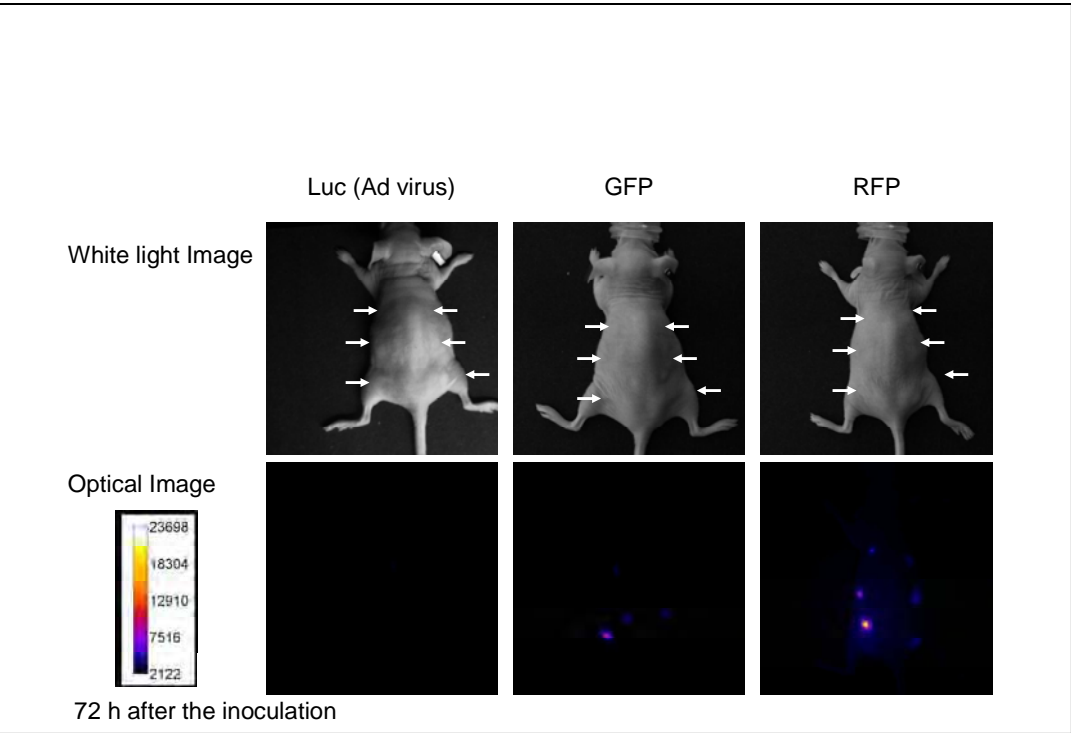 Luc (Ad virus) GFP RFP
White light Image
Optical Image
23698
18304
12910
7516
2122
72 h after the inoculation